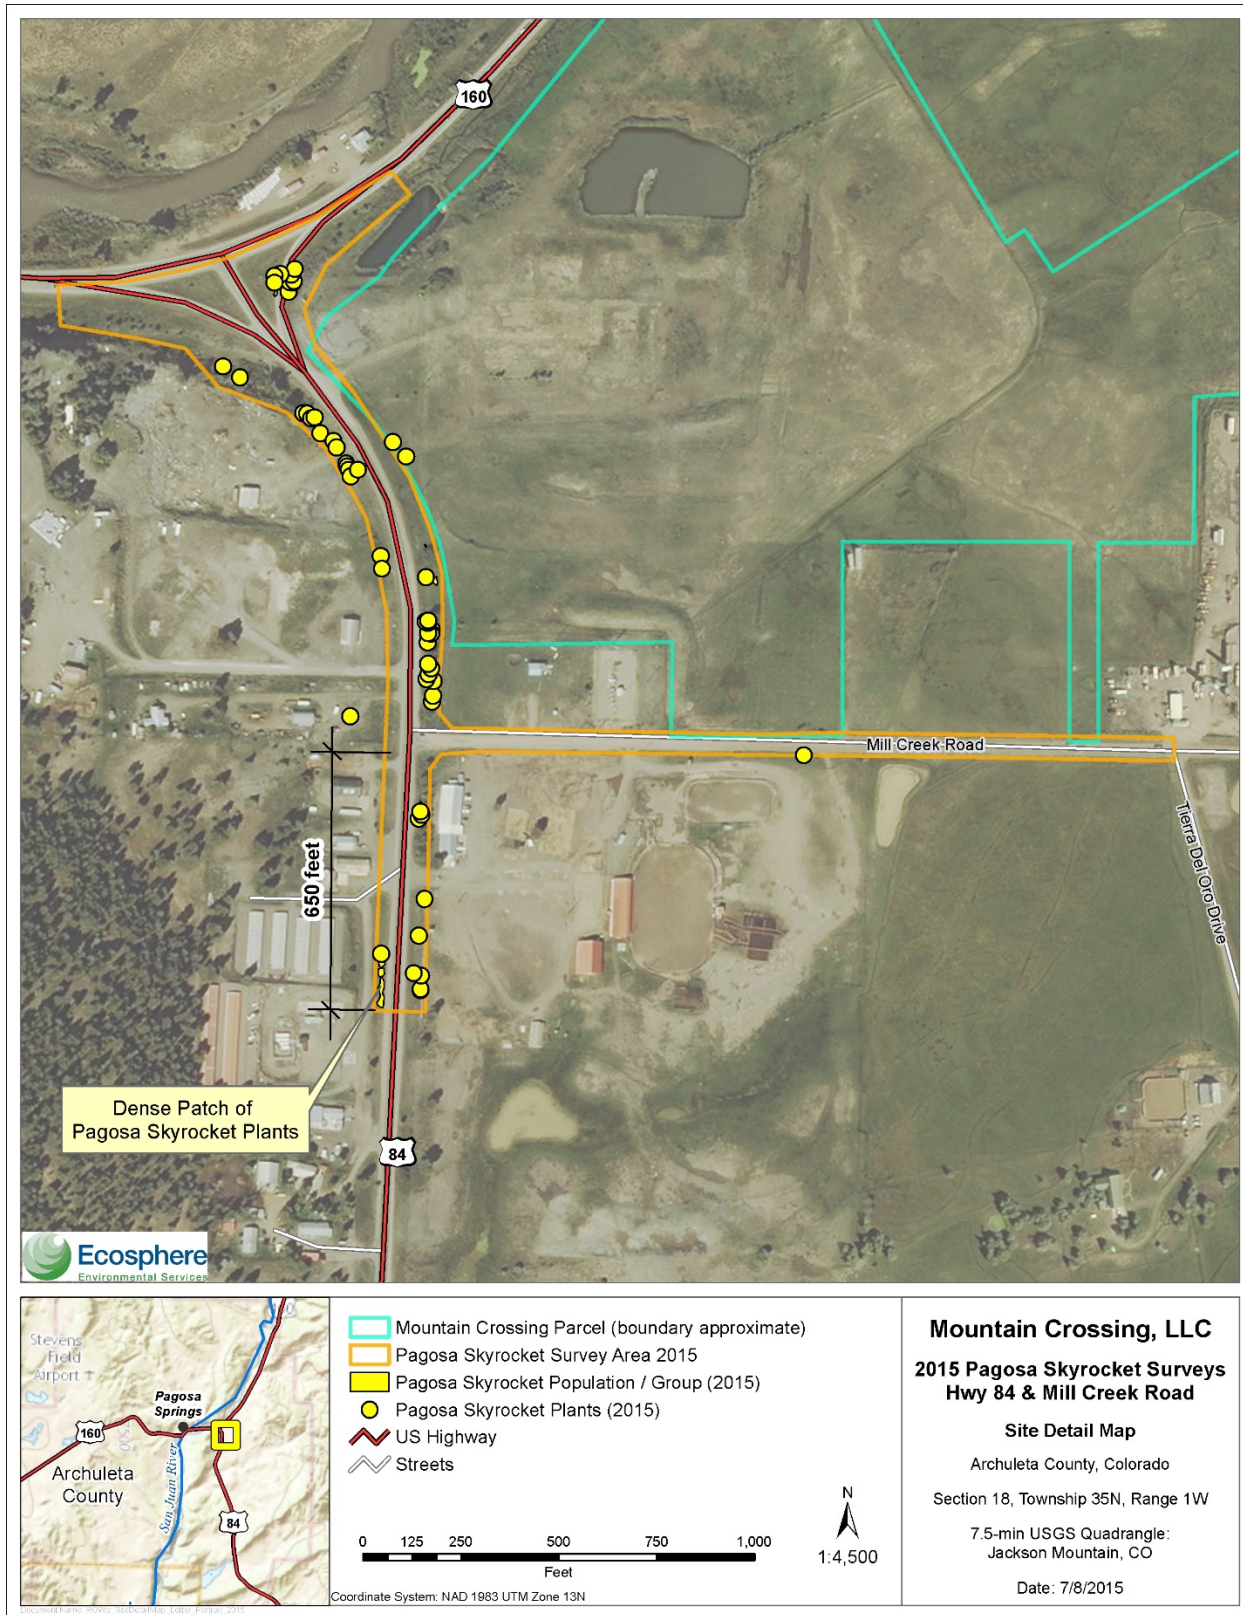 160
Mill Creek Road
Tierra Del Oro Drive
650 feet
Dense Patch of
Pagosa Skyrocket Plants
84
Ecosphere
Environmental Services
Stevens
Field
Airport
Pagosa
Springs
160
Archuleta
County
San Juan River
84
Mountain Crossing Parcel (boundary approximate)
Pagosa Skyrocket Survey Area 2015
Pagosa Skyrocket Population / Group (2015)
Pagosa Skyrocket Plants (2015)
US Highway
Streets
0 125 250 500 750 1,000
Feet
N
1:4,500
Coordinate System: NAD 1983 UTM Zone 13N
Mountain Crossing, LLC
2015 Pagosa Skyrocket Surveys
Hwy 84 & Mill Creek Road
Site Detail Map
Archuleta County, Colorado
Section 18, Township 35N, Range 1W
7.5-min USGS Quadrangle:
Jackson Mountain, CO
Date: 7/8/2015